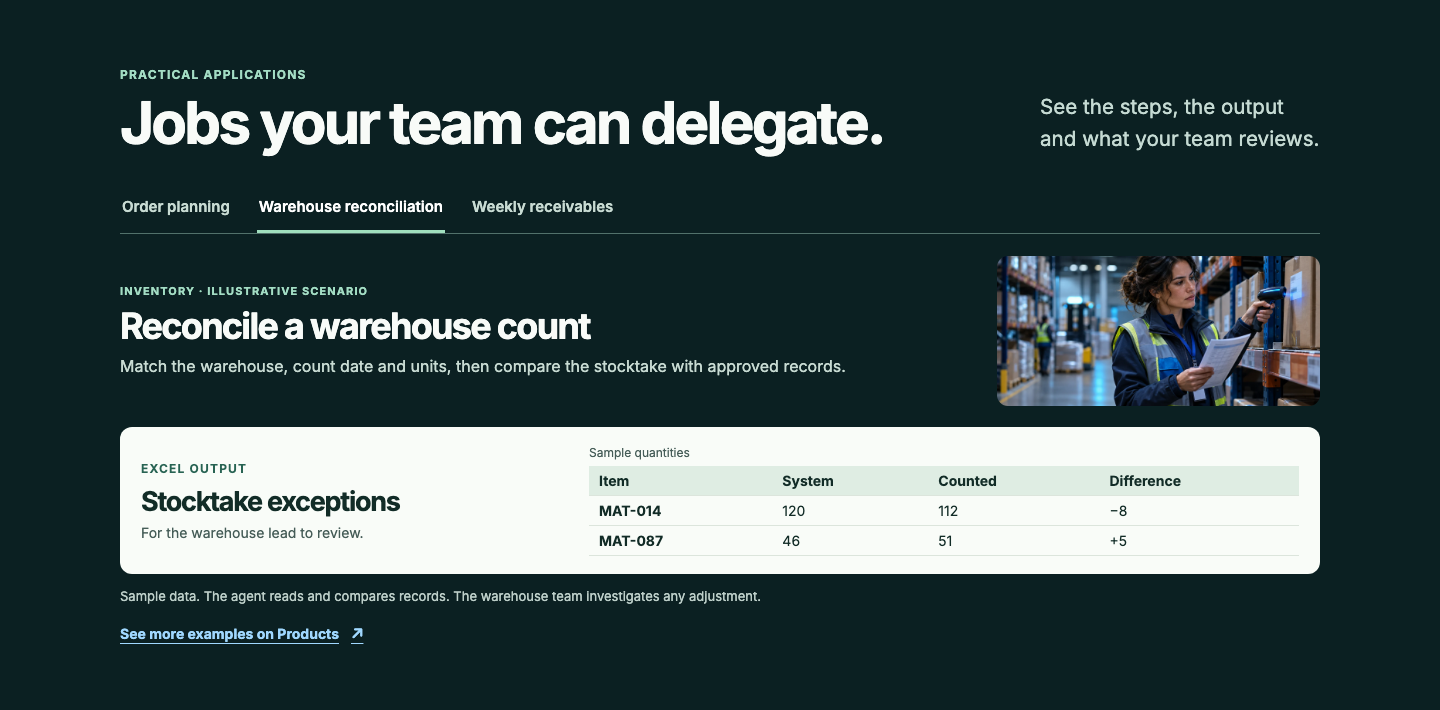 PRACTICAL APPLICATIONS
Jobs your team can delegate.
See the steps, the output
and what your team reviews.
Order planning
Warehouse reconciliation
Weekly receivables
INVENTORY · ILLUSTRATIVE SCENARIO
Reconcile a warehouse count
Match the warehouse, count date and units, then compare the stocktake with approved records.
EXCEL OUTPUT
Stocktake exceptions
For the warehouse lead to review.
Sample quantities
Item System Counted Difference
MAT-014 120 112 −8
MAT-087 46 51 +5
Sample data. The agent reads and compares records. The warehouse team investigates any adjustment.
See more examples on Products ↗